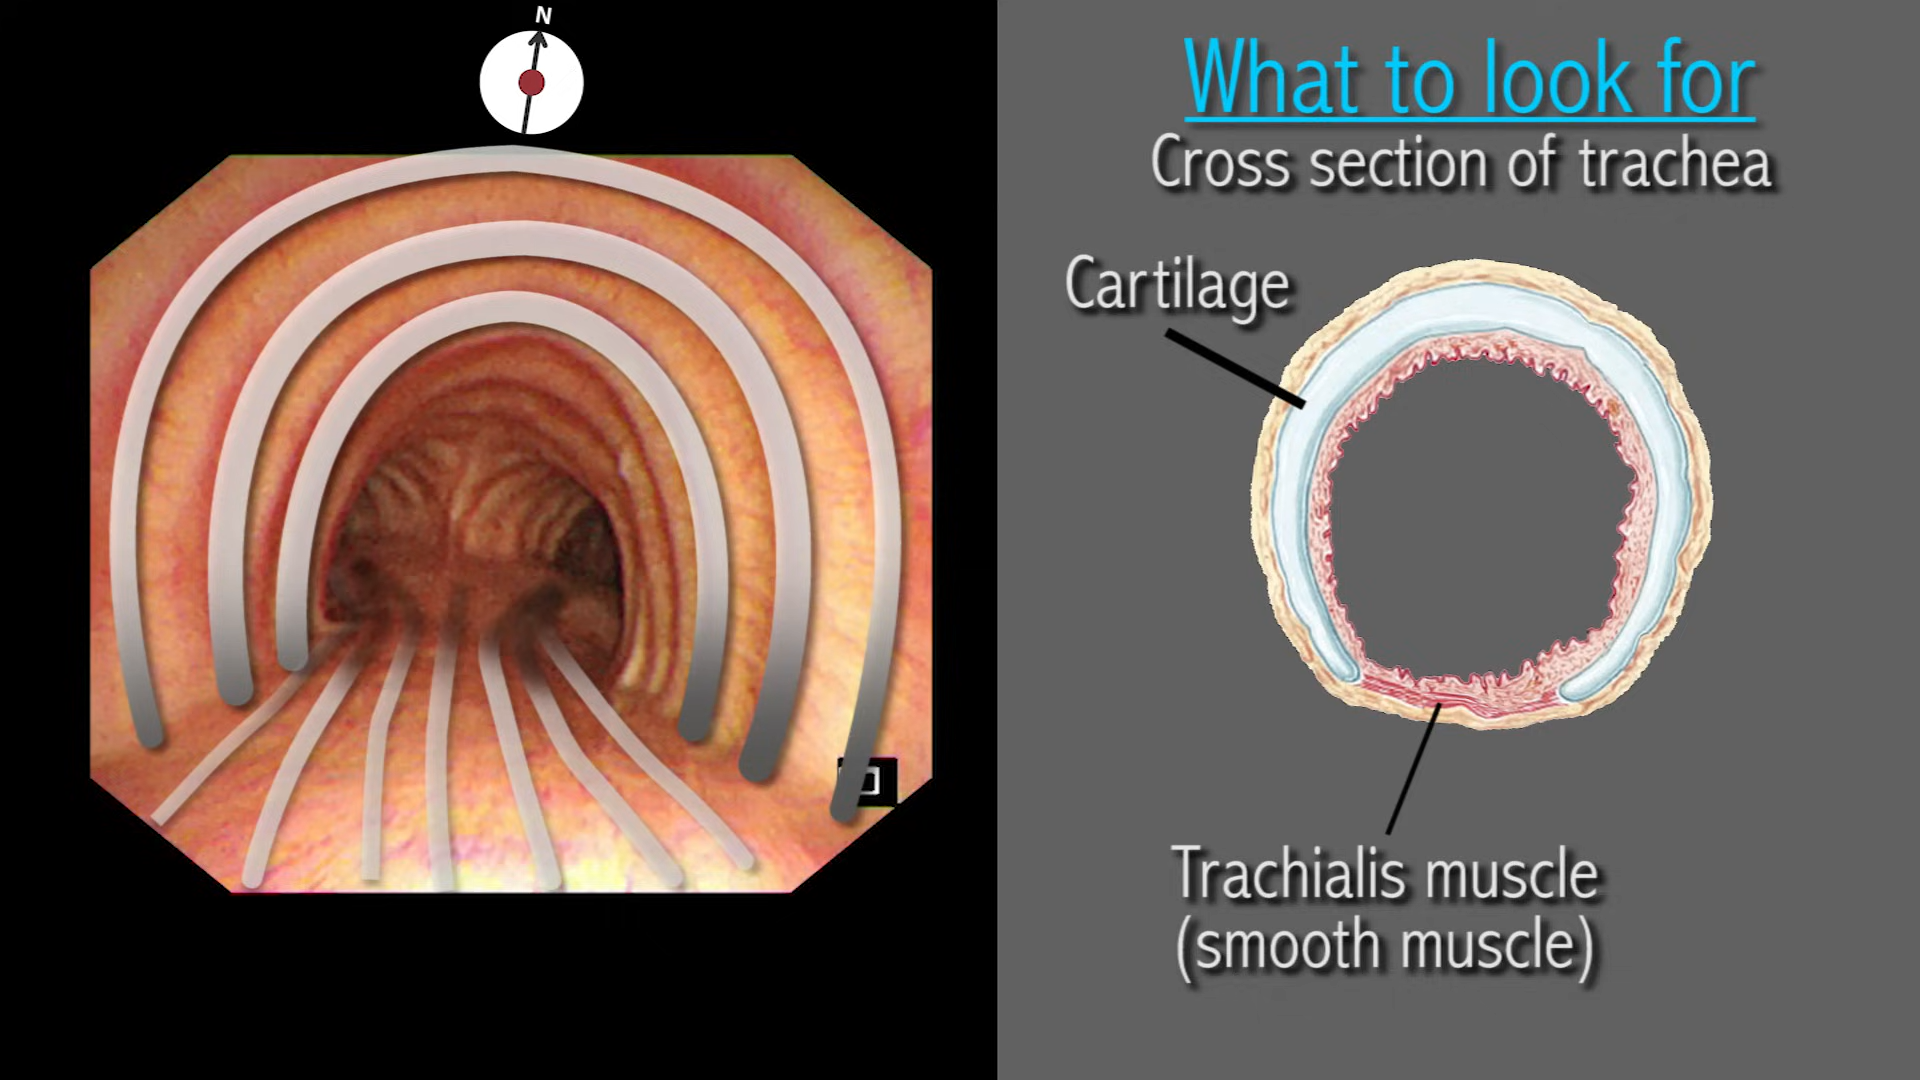 N
What to look for
Cross section of trachea
Cartilage
Trachialis muscle
(smooth muscle)